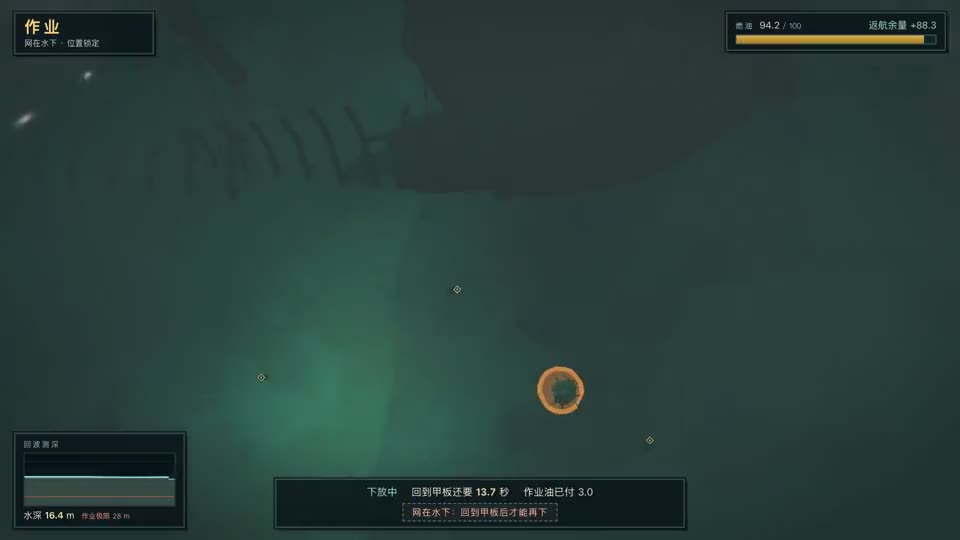 作业
网在水下 · 位置锁定
燃油 94.2 / 100 返航余量 +88.3
回波测深
水深 16.4 m 作业极限 28 m
下放中 回到甲板还要 13.7 秒 作业油已付 3.0
网在水下：回到甲板后才能再下